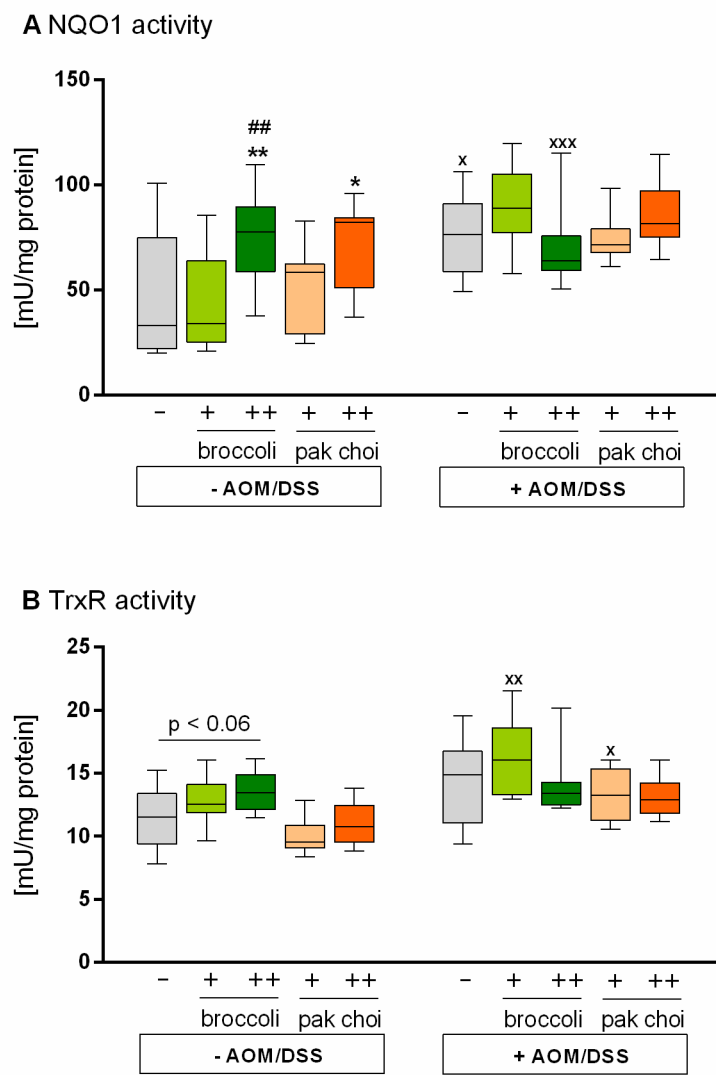 A NQO1 activity
[mU/mg protein]
150
100
50
0
##
**
*
x
xxx
- + ++ + ++ - + ++ + ++
broccoli pak choi broccoli pak choi
- AOM/DSS + AOM/DSS
B TrxR activity
[mU/mg protein]
25
20
15
10
5
0
p < 0.06
xx
x
- + ++ + ++ - + ++ + ++
broccoli pak choi broccoli pak choi
- AOM/DSS + AOM/DSS